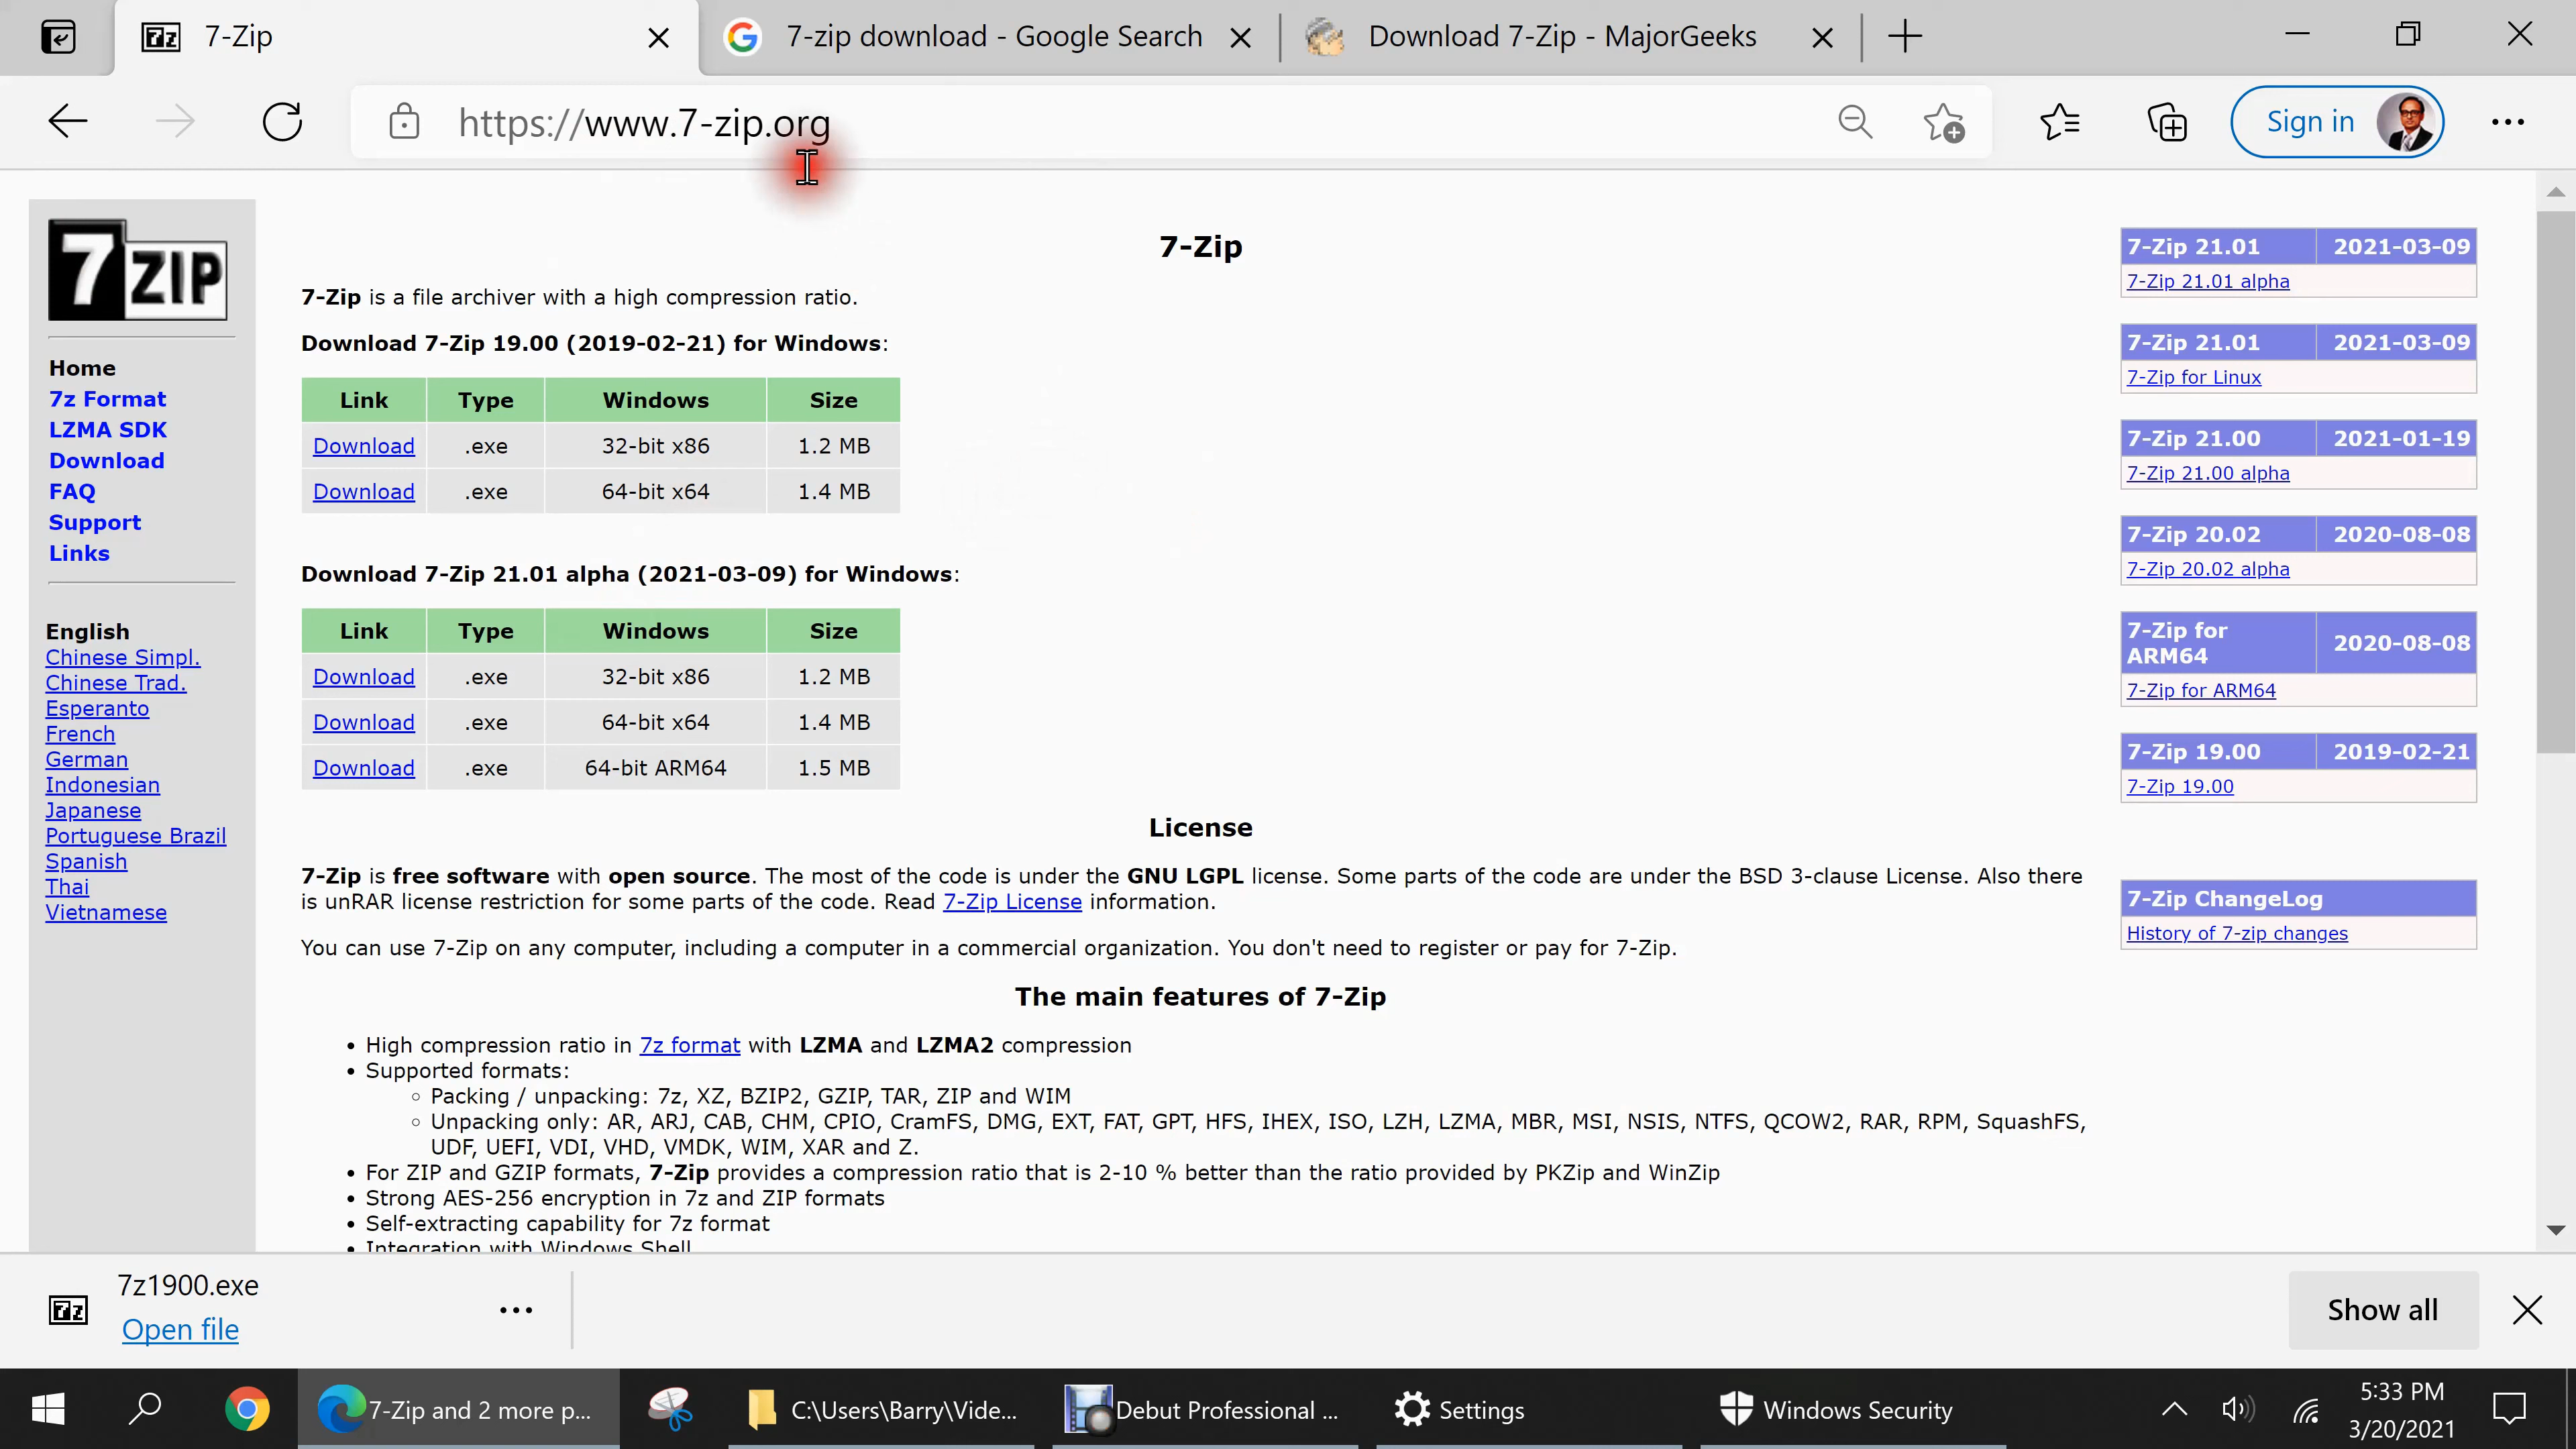 7-Zip
7-zip download - Google Search
Download 7-Zip - MajorGeeks
https://www.7-zip.org
Sign in
7ZIP
Home
7z Format
LZMA SDK
Download
FAQ
Support
Links
English
Chinese Simpl.
Chinese Trad.
Esperanto
French
German
Indonesian
Japanese
Portuguese Brazil
Spanish
Thai
Vietnamese
7-Zip
7-Zip is a file archiver with a high compression ratio.
Download 7-Zip 19.00 (2019-02-21) for Windows:
Link Type Windows Size
Download .exe 32-bit x86 1.2 MB
Download .exe 64-bit x64 1.4 MB
Download 7-Zip 21.01 alpha (2021-03-09) for Windows:
Link Type Windows Size
Download .exe 32-bit x86 1.2 MB
Download .exe 64-bit x64 1.4 MB
Download .exe 64-bit ARM64 1.5 MB
License
7-Zip is free software with open source. The most of the code is under the GNU LGPL license. Some parts of the code are under the BSD 3-clause License. Also there
is unRAR license restriction for some parts of the code. Read 7-Zip License information.
You can use 7-Zip on any computer, including a computer in a commercial organization. You don't need to register or pay for 7-Zip.
The main features of 7-Zip
• High compression ratio in 7z format with LZMA and LZMA2 compression
• Supported formats:
○ Packing / unpacking: 7z, XZ, BZIP2, GZIP, TAR, ZIP and WIM
○ Unpacking only: AR, ARJ, CAB, CHM, CPIO, CramFS, DMG, EXT, FAT, GPT, HFS, IHEX, ISO, LZH, LZMA, MBR, MSI, NSIS, NTFS, QCOW2, RAR, RPM, SquashFS,
UDF, UEFI, VDI, VHD, VMDK, WIM, XAR and Z.
• For ZIP and GZIP formats, 7-Zip provides a compression ratio that is 2-10 % better than the ratio provided by PKZip and WinZip
• Strong AES-256 encryption in 7z and ZIP formats
• Self-extracting capability for 7z format
• Integration with Windows Shell
7-Zip 21.01 2021-03-09
7-Zip 21.01 alpha
7-Zip 21.01 2021-03-09
7-Zip for Linux
7-Zip 21.00 2021-01-19
7-Zip 21.00 alpha
7-Zip 20.02 2020-08-08
7-Zip 20.02 alpha
7-Zip for
ARM64 2020-08-08
7-Zip for ARM64
7-Zip 19.00 2019-02-21
7-Zip 19.00
7-Zip ChangeLog
History of 7-zip changes
7z
7z1900.exe
Open file
Show all
7-Zip and 2 more p...
C:\Users\Barry\Vide...
Debut Professional ...
Settings
Windows Security
5:33 PM
3/20/2021